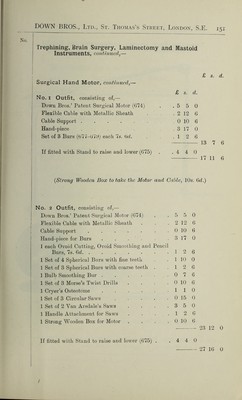 DOWN BROS., LTD., ST. THOMAS'S STREET, LONDON, S.E. 151
No.
Trephining, Brain Surgery, Laminectomy and Mastoid
Instruments, continued,—
£ s. d.
Surgical Hand Motor, continued,—
£ s. d.
No. 1 Outfit, consisting of,—
Down Bros.' Patent Surgical Motor (674) . . 5 5 0
Flexible Cable with Metallic Sheath . . 2 12 6
Cable Support . . . . . 0 10 6
Hand-piece . . . . . 3 17 0
Set of 3 Burs each 7s. 6d. . 1 2 6
13 7 6
If fitted with Stand to raise and lower (675) . 4 4 0
17 11 6
(Strong Wooden Box to take the Motor and Cable, 10s. 6d.)
No. 2 Outfit, consisting of,—
Down Bros.' Patent Surgical Motor (674) . . 5 5 0
Flexible Cable with Metallic Sheath . . 2 12 6
Cable Support . . . . . 0 10 6
Hand-piece for Burs . . . . 3 17 0
1 each Ovoid Cutting, Ovoid Smoothing and Pencil
Burs, 7s. 6d. . . . . . 1 2 6
1 Set of 4 Spherical Burs with fine teeth . 1 10 0
1 Set of 3 Spherical Burs with coarse teeth . 1 2 6
1 Bulb Smoothing Bur . . . . 0 7 6
1 Set of 3 Morse's Twist Drills . . 0 10 6
1 Cryer's Osteotome . . . . 1 1 0
1 Set of 3 Circular Saws . . . 0 15 0
1 Set of 2 Van Arsdale's Saws . . 3 5 0
1 Handle Attachment for Saws . . 1 2 6
1 Strong Wooden Box for Motor . . 0 10 6
23 12 0
If fitted with Stand to raise and lower (675) . 4 4 0
27 16 0